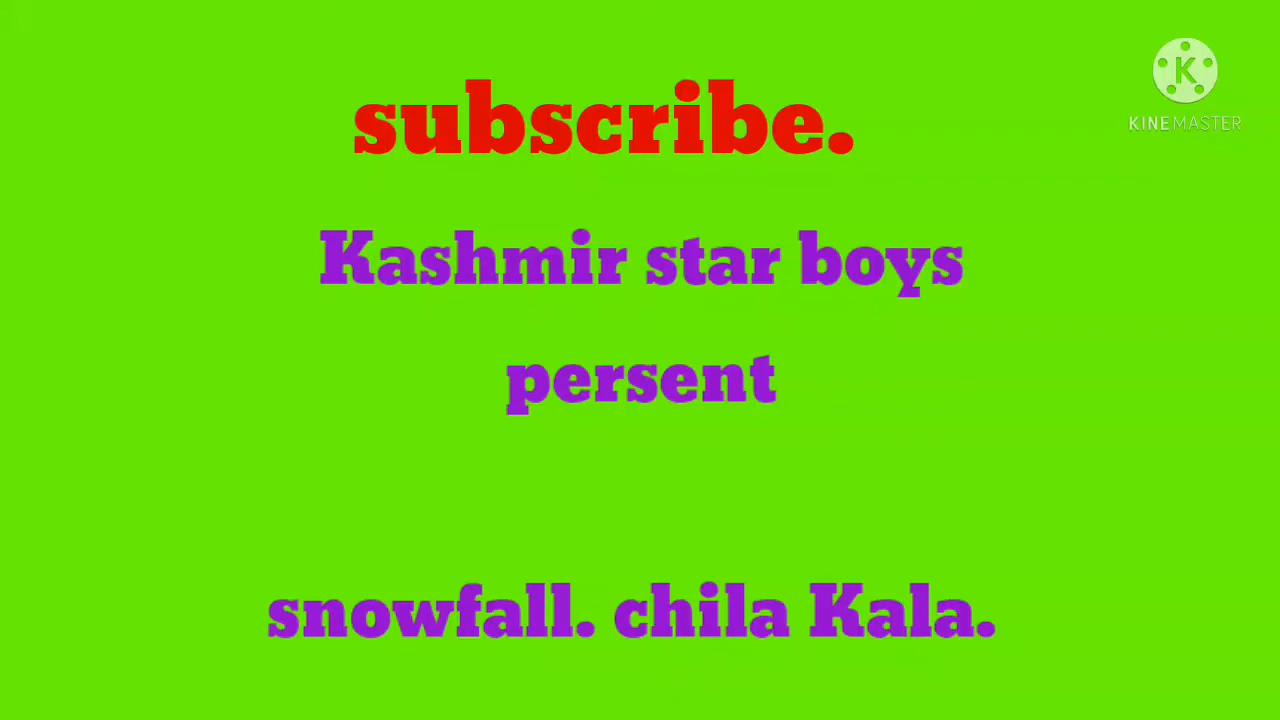 subscribe.
K
KINEMASTER
Kashmir star boys
persent
snowfall. chila Kala.